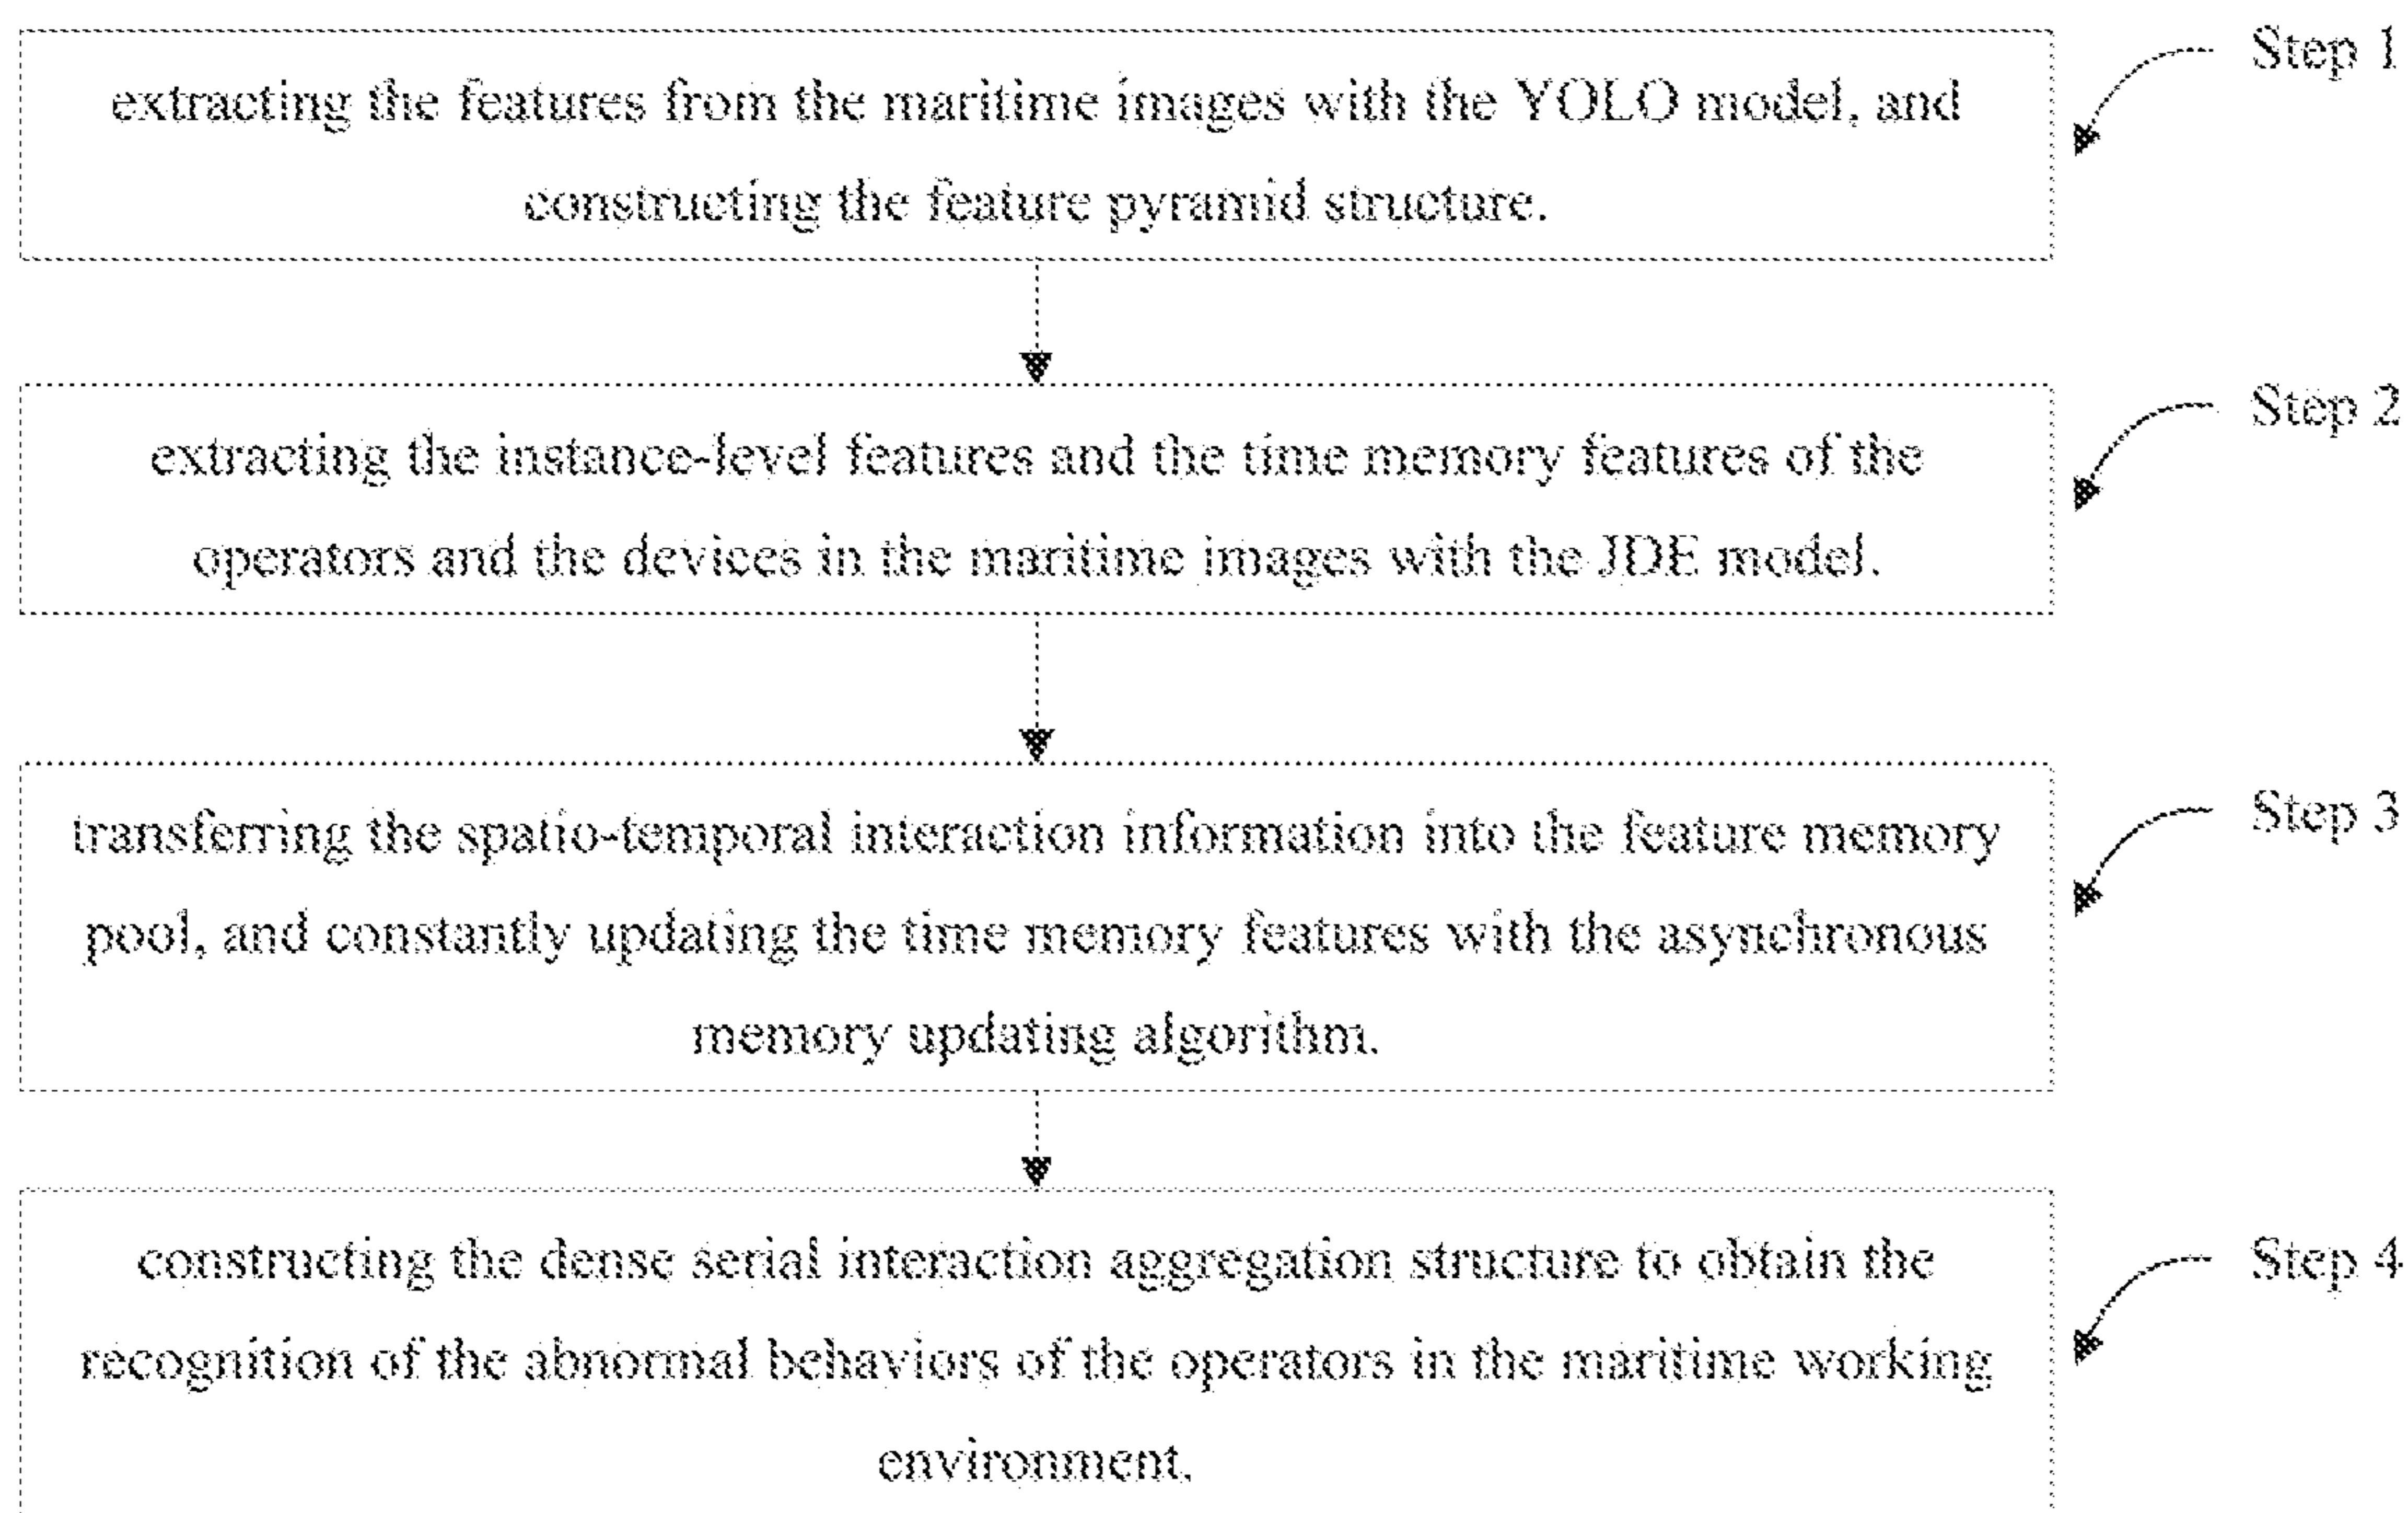 Step 1
extracting the features from the maritime images with the YOLO model, and
constructing the feature pyramid structure.
Step 2
extracting the instance-level features and the time memory features of the
operators and the devices in the maritime images with the JDE model.
Step 3
transferring the spatio-temporal interaction information into the feature memory
pool, and constantly updating the time memory features with the asynchronous
memory updating algorithm.
Step 4
constructing the dense serial interaction aggregation structure to obtain the
recognition of the abnormal behaviors of the operators in the maritime working
environment.